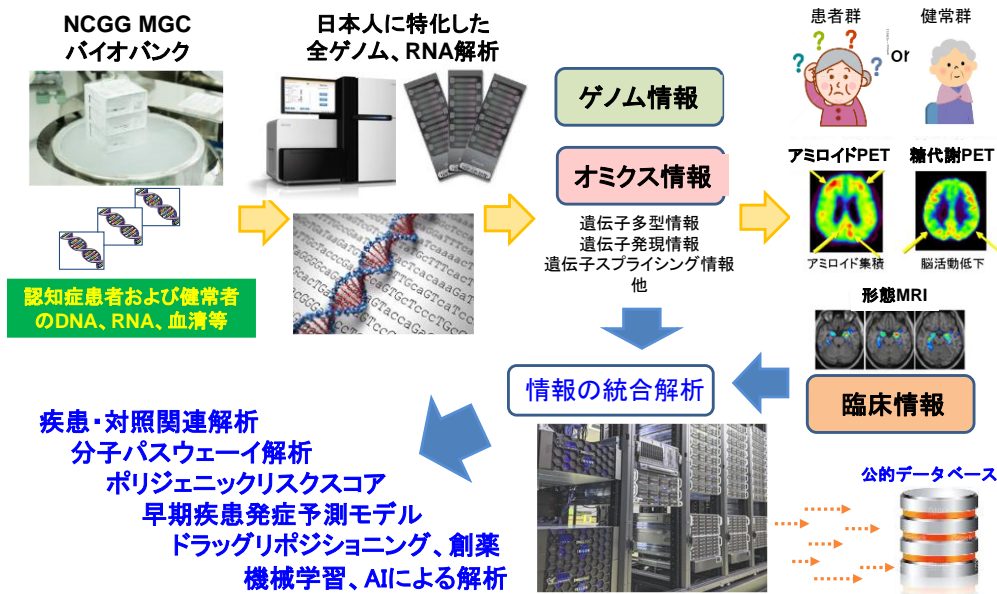 NCGG MGC
バイオバンク
日本人に特化した
全ゲノム、RNA解析
ゲノム情報
オミクス情報
遺伝子多型情報
遺伝子発現情報
遺伝子スプライシング情報
他
認知症患者および健常者
のDNA、RNA、血清等
患者群
健常群
? ? ? ?
or
アミロイドPET
糖代謝PET
アミロイド集積
脳活動低下
形態MRI
臨床情報
情報の統合解析
疾患・対照関連解析
分子パスウェーイ解析
ポリジェニックリスクスコア
早期疾患発症予測モデル
ドラッグリポジショニング、創薬
機械学習、AIによる解析
公的データベース